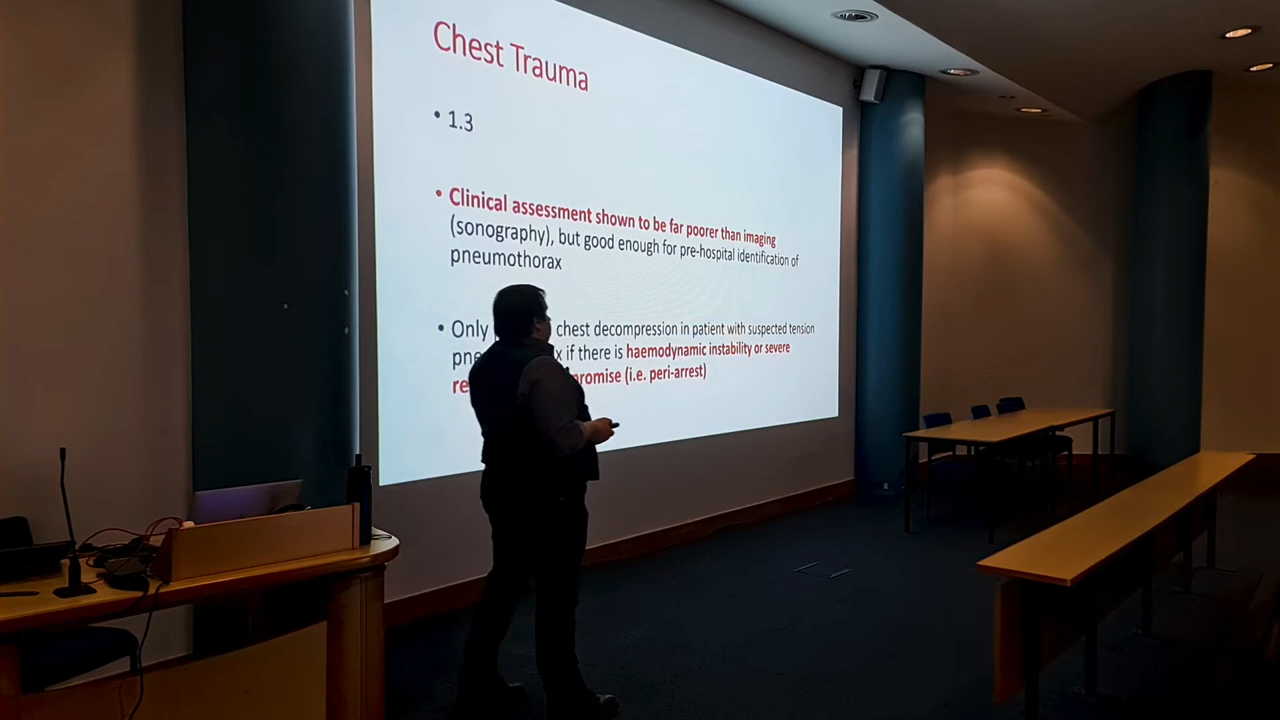 Chest Trauma
• 1.3
• Clinical assessment shown to be far poorer than imaging
(sonography), but good enough for pre-hospital identification of
pneumothorax
• Only chest decompression in patient with suspected tension
pne x if there is haemodynamic instability or severe
re romise (i.e. peri-arrest)